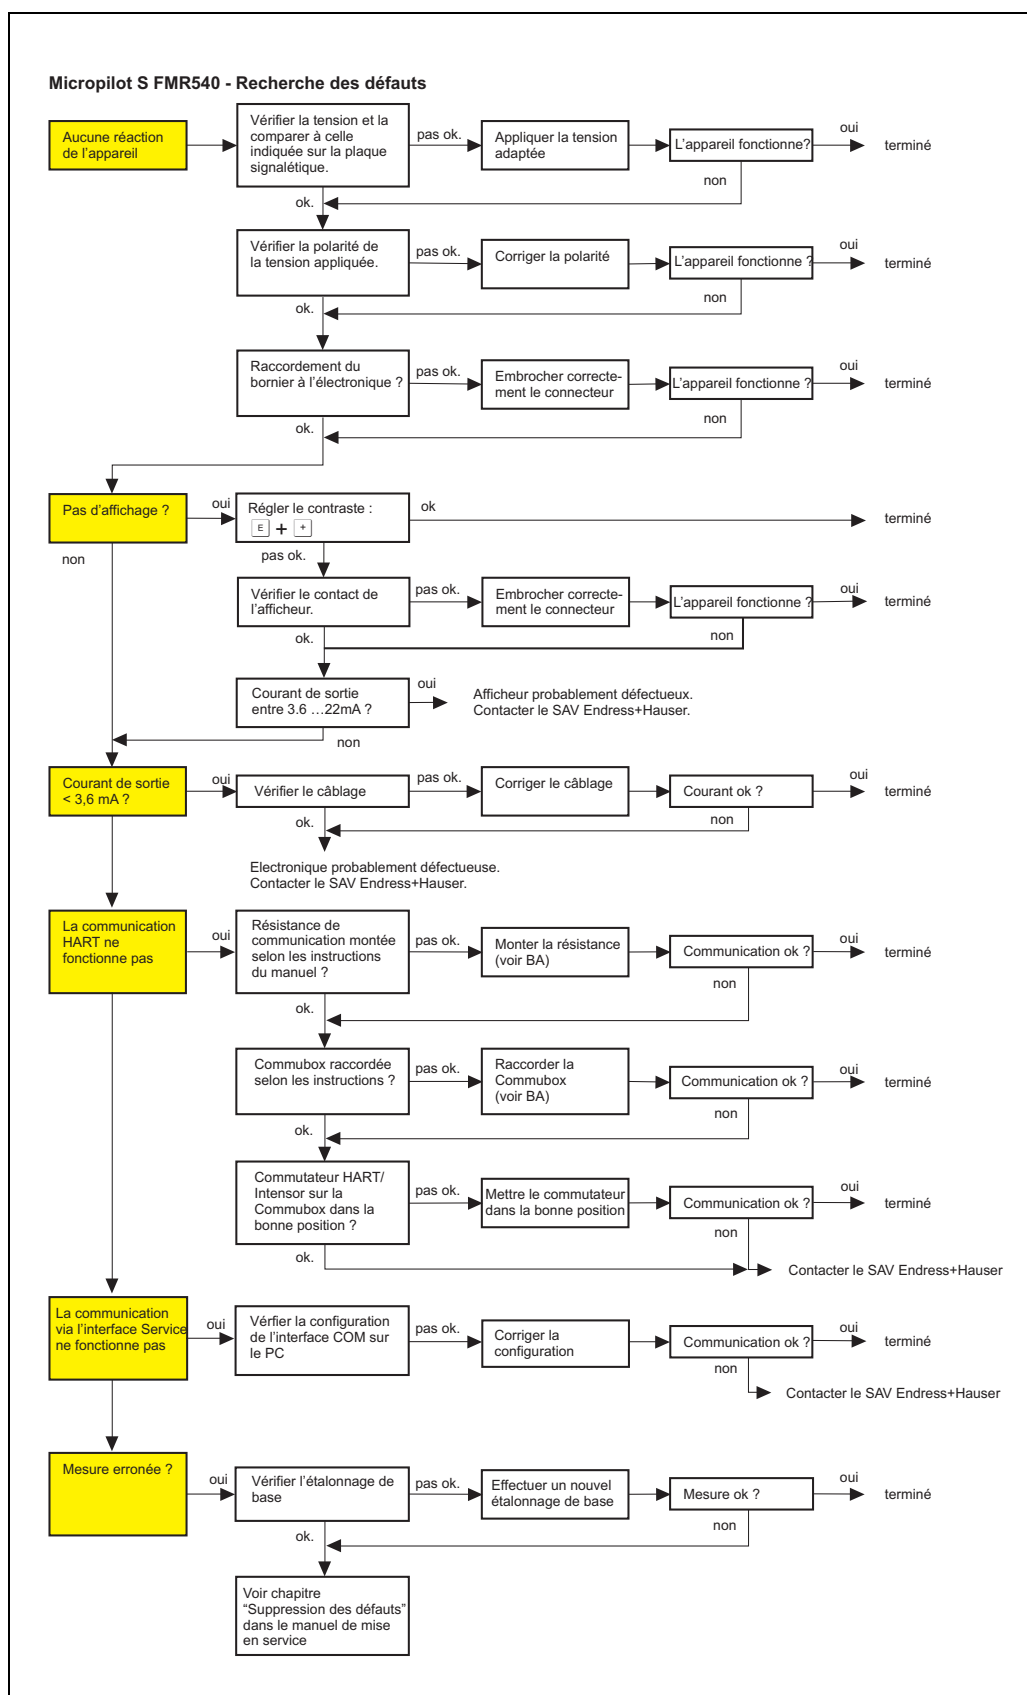 Micropilot S FMR540 - Recherche des défauts
Aucune réaction
de l'appareil
Vérifier la tension et la
comparer à celle
indiquée sur la plaque
signalétique.
pas ok.
Appliquer la tension
adaptée
L'appareil fonctionne?
oui
terminé
non
ok.
Vérifier la polarité de
la tension appliquée.
pas ok.
Corriger la polarité
L'appareil fonctionne ?
oui
terminé
non
ok.
Raccordement du
bornier à l'électronique ?
pas ok.
Embrocher correcte-
ment le connecteur
L'appareil fonctionne ?
oui
terminé
non
ok.
Pas d'affichage ?
oui
Régler le contraste :
E + +
ok
terminé
non
pas ok.
Vérifier le contact de
l'afficheur.
pas ok.
Embrocher correcte-
ment le connecteur
L'appareil fonctionne ?
oui
terminé
non
ok.
Courant de sortie
entre 3.6 ...22mA ?
oui
Afficheur probablement défectueux.
Contacter le SAV Endress+Hauser.
non
Courant de sortie
< 3,6 mA ?
oui
Vérifier le câblage
pas ok.
Corriger le câblage
Courant ok ?
oui
terminé
non
ok.
Electronique probablement défectueuse.
Contacter le SAV Endress+Hauser.
La communication
HART ne
fonctionne pas
oui
Résistance de
communication montée
selon les instructions
du manuel ?
pas ok.
Monter la résistance
(voir BA)
Communication ok ?
oui
terminé
non
ok.
Commubox raccordée
selon les instructions ?
pas ok.
Raccorder la
Commubox
(voir BA)
Communication ok ?
oui
terminé
non
ok.
Commutateur HART/
Intensor sur la
Commubox dans la
bonne position ?
pas ok.
Mettre le commutateur
dans la bonne position
Communication ok ?
oui
terminé
non
ok.
Contacter le SAV Endress+Hauser
La communication
via l'interface Service
ne fonctionne pas
oui
Vérfier la configuration
de l'interface COM sur
le PC
pas ok.
Corriger la
configuration
Communication ok ?
oui
terminé
non
Contacter le SAV Endress+Hauser
Mesure erronée ?
oui
Vérifier l'étalonnage de
base
pas ok.
Effectuer un nouvel
étalonnage de base
Mesure ok ?
oui
terminé
non
ok.
Voir chapitre
“Suppression des défauts”
dans le manuel de mise
en service